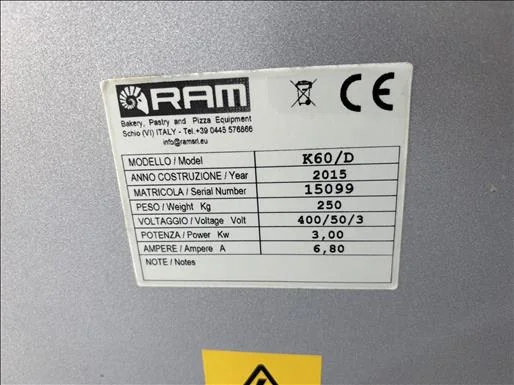 RAM
CE
Bakery, Pastry and Pizza Equipment
Schio (VI) ITALY - Tel.+39 0445 576866
info@ramsrl.eu
MODELLO / Model K60/D
ANNO COSTRUZIONE / Year 2015
MATRICOLA / Serial Number 15099
PESO / Weight Kg 250
VOLTAGGIO / Voltage Volt 400/50/3
POTENZA / Power Kw 3,00
AMPERE / Ampere A 6,80
NOTE / Notes